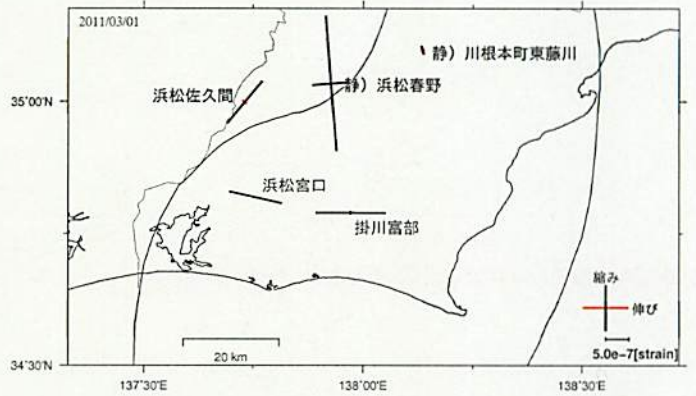 2011/03/01
静）川根本町東藤川
浜松佐久間
静）浜松春野
35°00'N
浜松宮口
掛川富部
縮み
伸び
20 km
5.0e-7[strain]
34°30'N
137°30'E
138°00'E
138°30'E